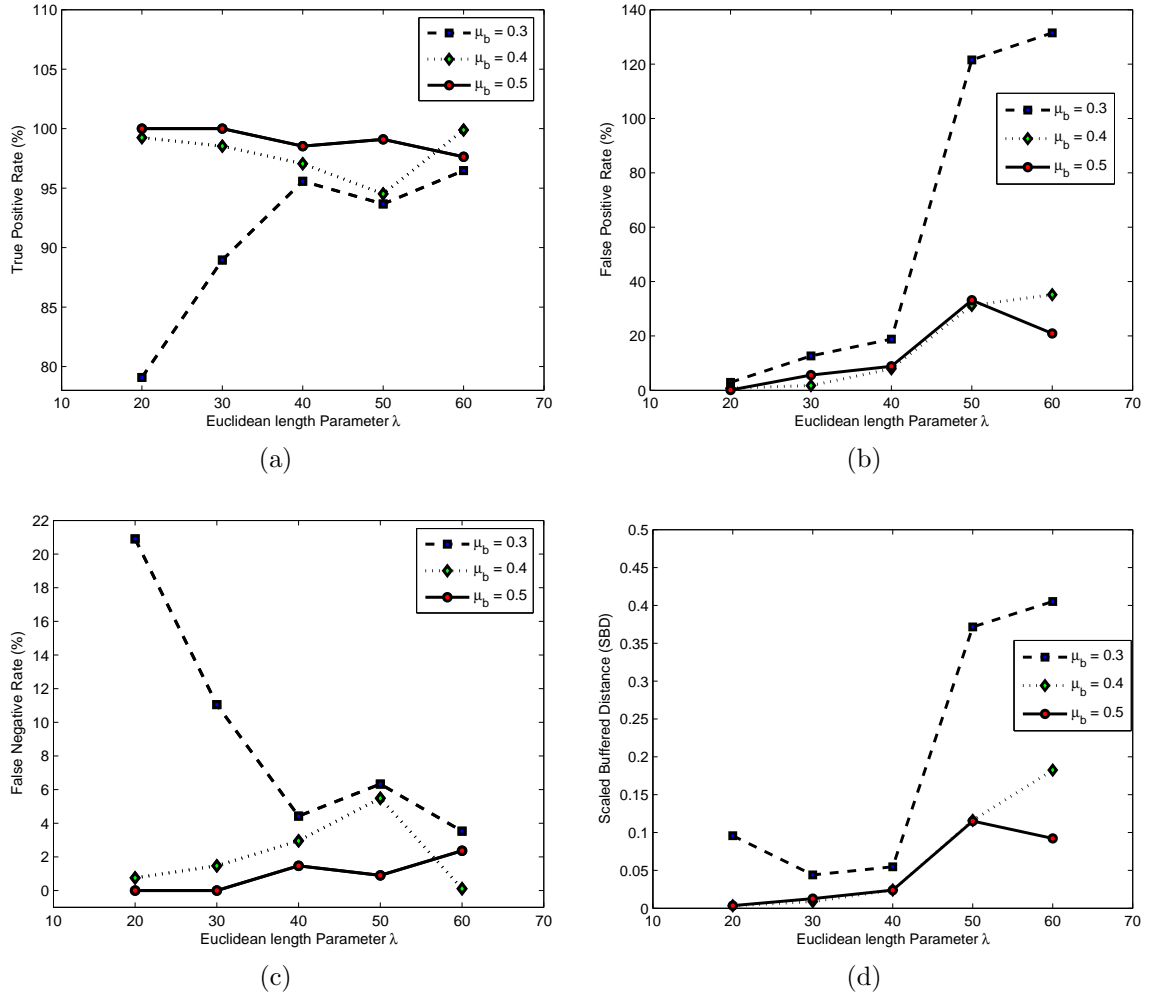 110
105
100
95
90
85
80
10 20 30 40 50 60 70
True Positive Rate (%)
Euclidean length Parameter λ
μb = 0.3
μb = 0.4
μb = 0.5
(a)
140
120
100
80
60
40
20
0
10 20 30 40 50 60 70
False Positive Rate (%)
Euclidean length Parameter λ
μb = 0.3
μb = 0.4
μb = 0.5
(b)
22
20
18
16
14
12
10
8
6
4
2
0
10 20 30 40 50 60 70
False Negative Rate (%)
Euclidean length Parameter λ
μb = 0.3
μb = 0.4
μb = 0.5
(c)
0.5
0.45
0.4
0.35
0.3
0.25
0.2
0.15
0.1
0.05
0
10 20 30 40 50 60 70
Scaled Buffered Distance (SBD)
Euclidean length Parameter λ
μb = 0.3
μb = 0.4
μb = 0.5
(d)